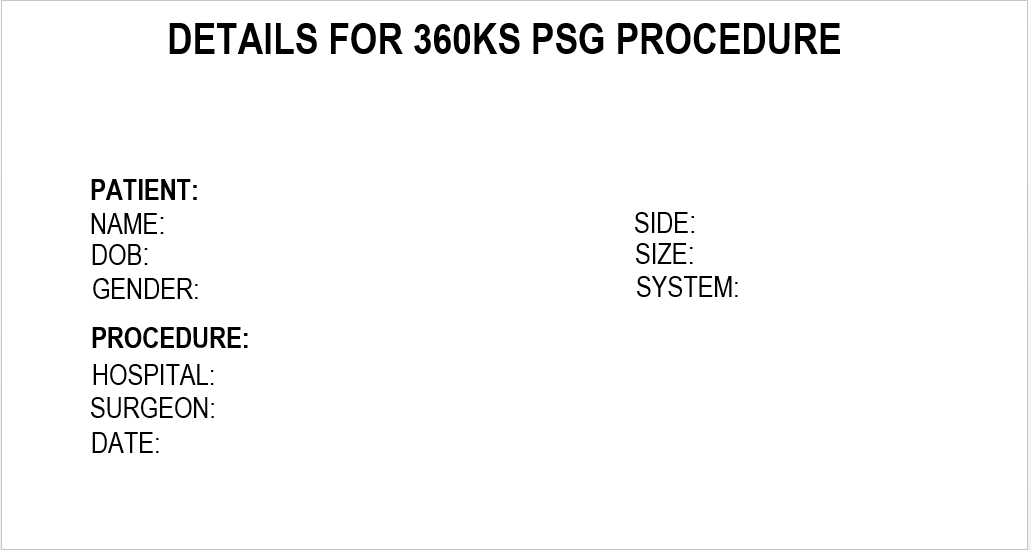 DETAILS FOR 360KS PSG PROCEDURE
PATIENT:
NAME:
DOB:
GENDER:
SIDE:
SIZE:
SYSTEM:
PROCEDURE:
HOSPITAL:
SURGEON:
DATE: